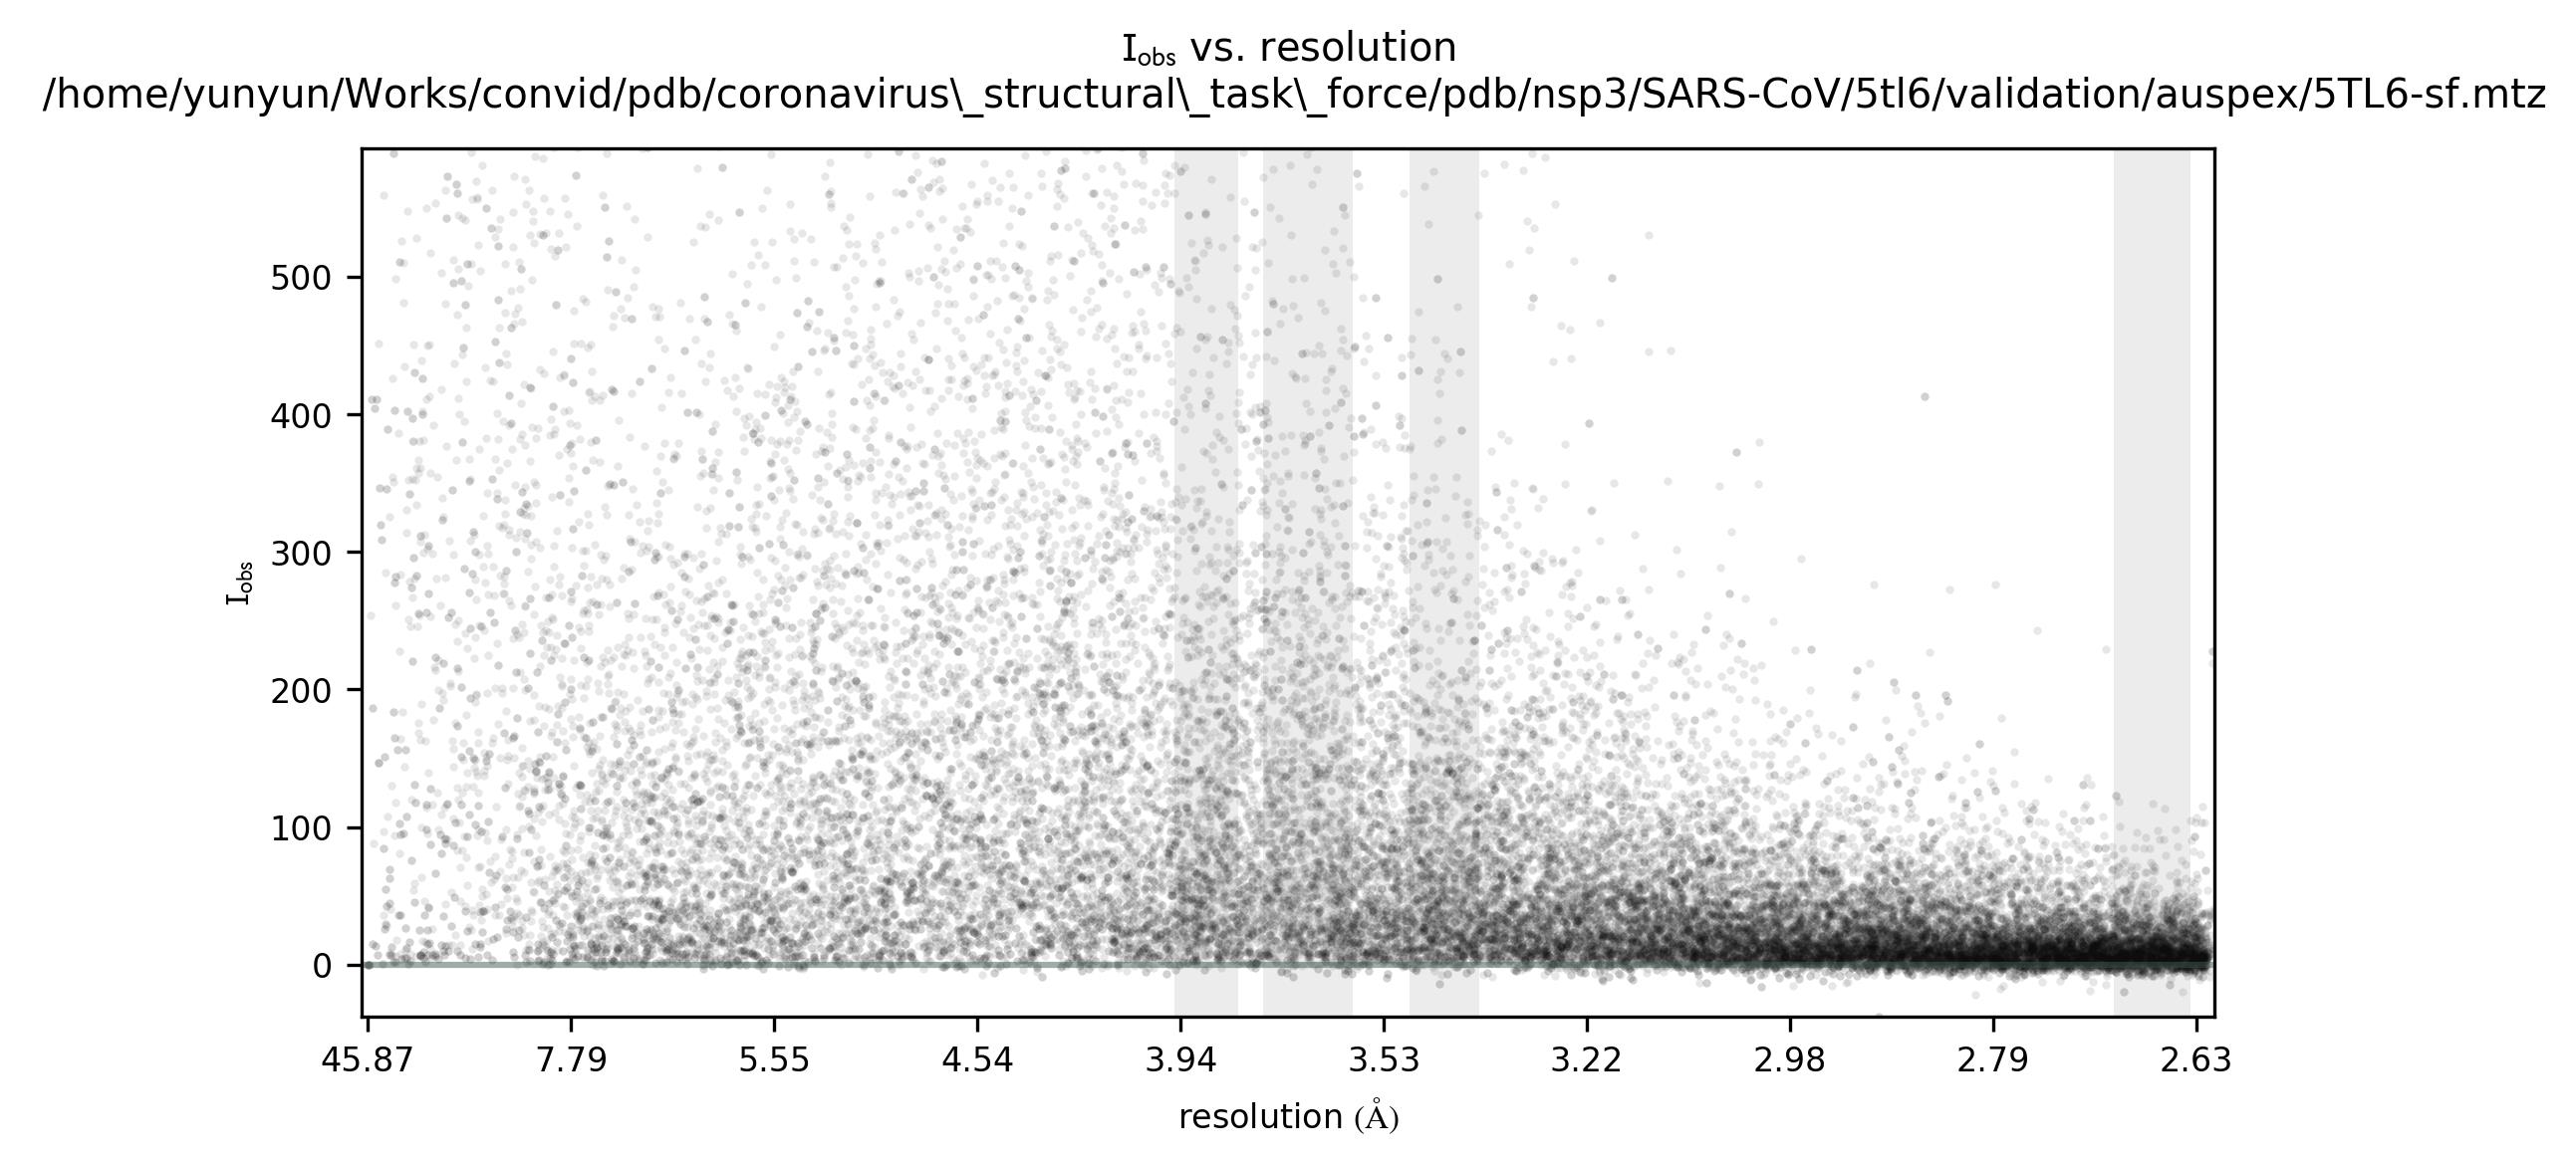 Iobs vs. resolution
/home/yunyun/Works/convid/pdb/coronavirus\_structural\_task\_force/pdb/nsp3/SARS-CoV/5tl6/validation/auspex/5TL6-sf.mtz
500
400
300
200
100
0
Iobs
45.87 7.79 5.55 4.54 3.94 3.53 3.22 2.98 2.79 2.63
resolution (Å)